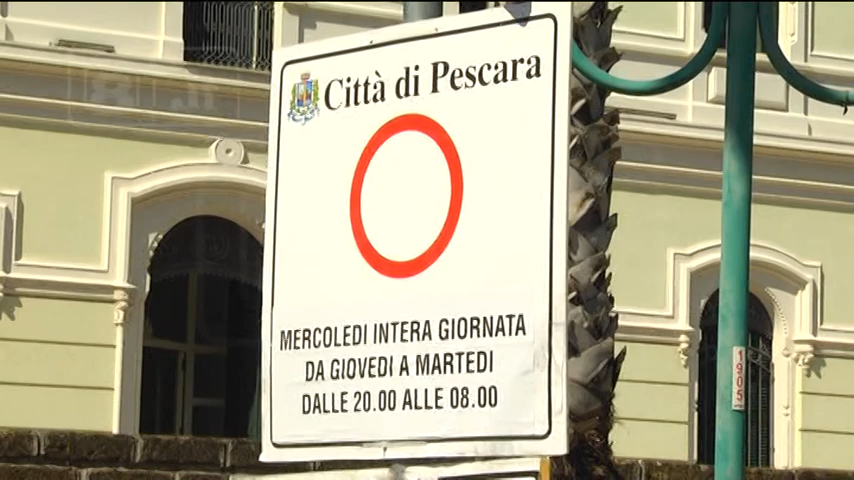 Città di Pescara
MERCOLEDI INTERA GIORNATA
DA GIOVEDI A MARTEDI
DALLE 20.00 ALLE 08.00
1905